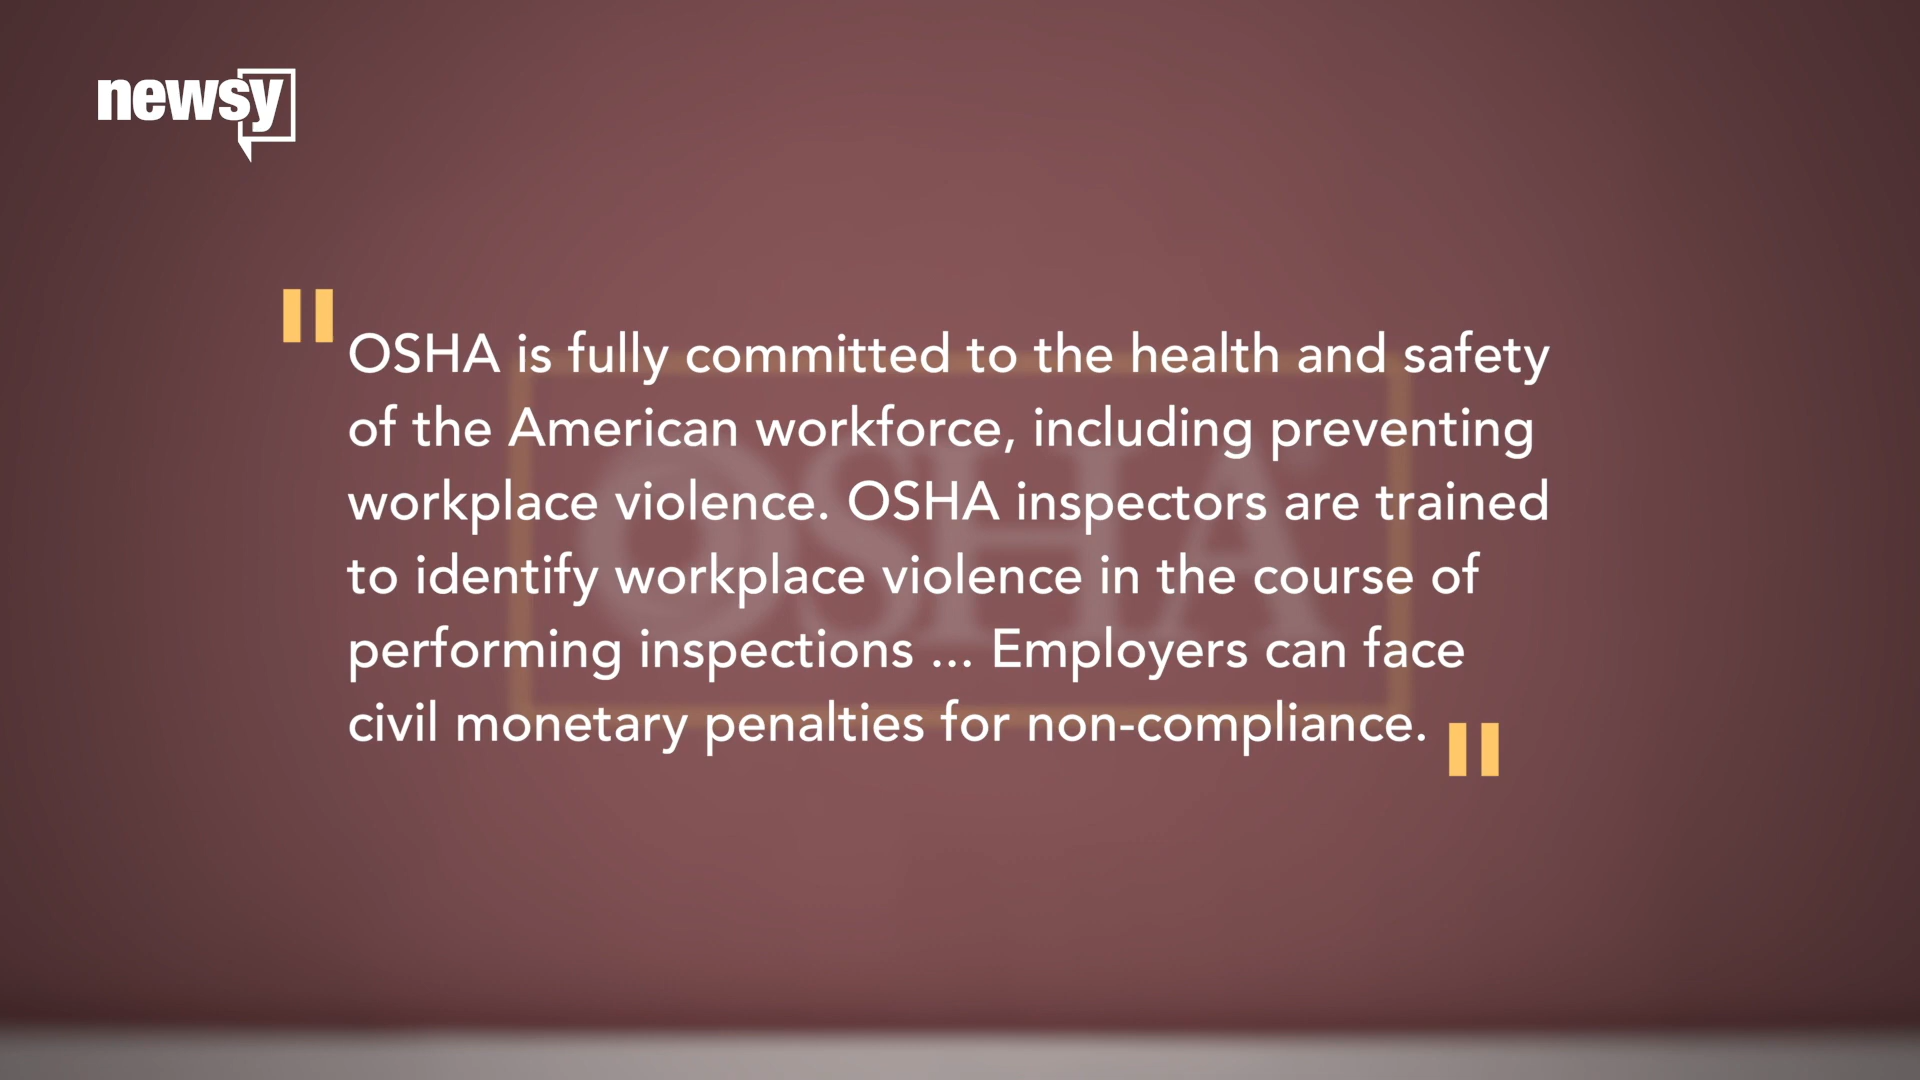 newsy
"OSHA is fully committed to the health and safety
of the American workforce, including preventing
workplace violence. OSHA inspectors are trained
to identify workplace violence in the course of
performing inspections ... Employers can face
civil monetary penalties for non-compliance."
OSHA